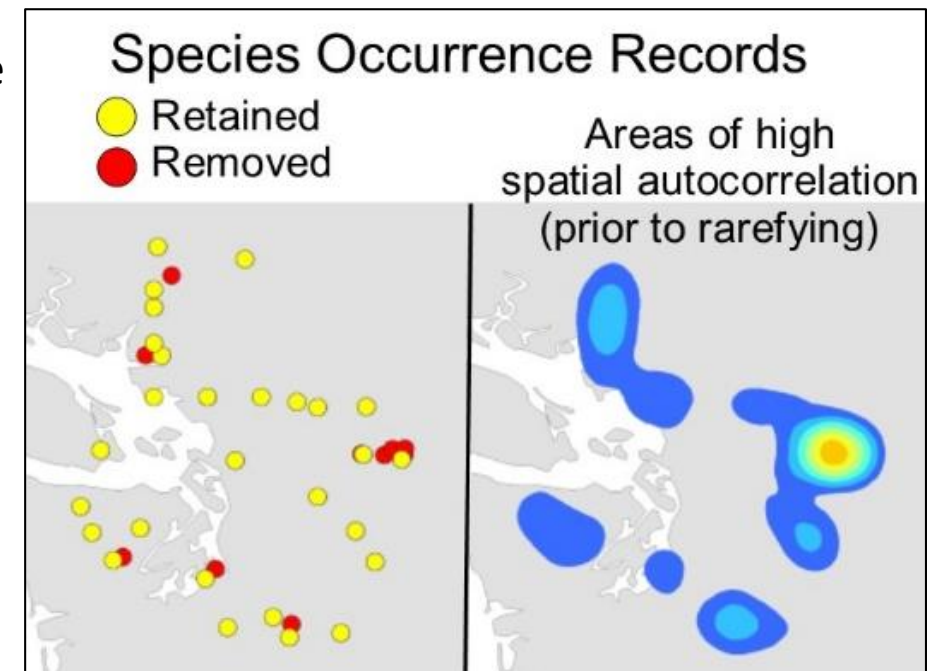 Species Occurrence Records
Retained
Removed
Areas of high
spatial autocorrelation
(prior to rarefying)